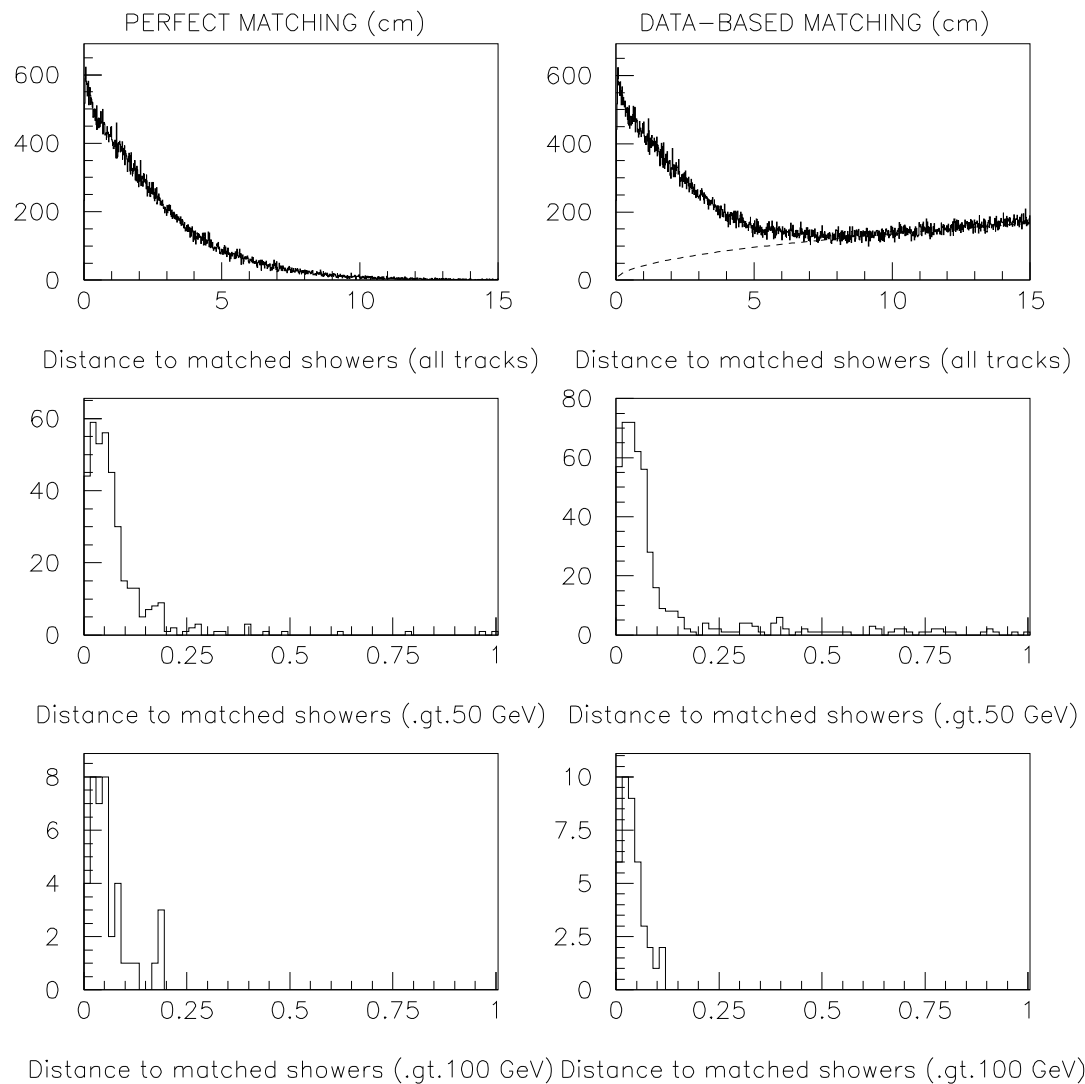 PERFECT MATCHING (cm)
DATA-BASED MATCHING (cm)
600
400
200
0
0 5 10 15
Distance to matched showers (all tracks)
600
400
200
0
0 5 10 15
Distance to matched showers (all tracks)
60
40
20
0
0 0.25 0.5 0.75 1
Distance to matched showers (.gt.50 GeV)
80
60
40
20
0
0 0.25 0.5 0.75 1
Distance to matched showers (.gt.50 GeV)
8
6
4
2
0
0 0.25 0.5 0.75 1
Distance to matched showers (.gt.100 GeV)
10
7.5
5
2.5
0
0 0.25 0.5 0.75 1
Distance to matched showers (.gt.100 GeV)